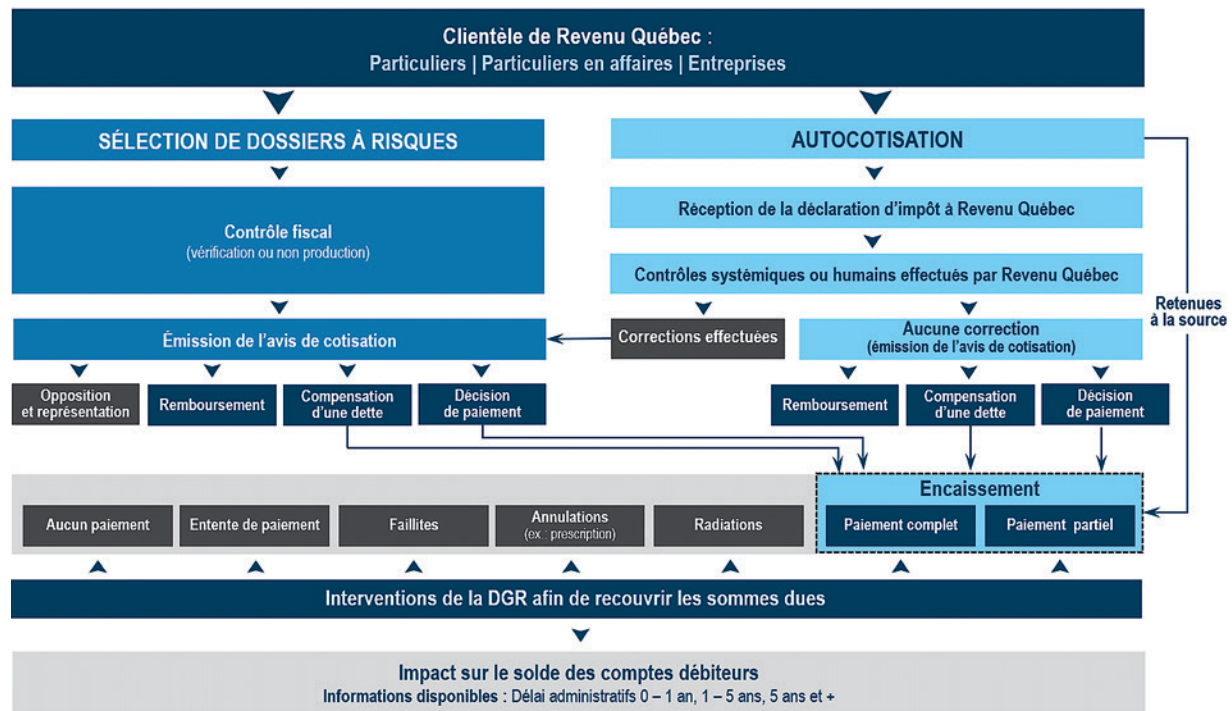 Clientèle de Revenu Québec :
Particuliers | Particuliers en affaires | Entreprises
SÉLECTION DE DOSSIERS À RISQUES
AUTOCOTISATION
Contrôle fiscal
(vérification ou non production)
Réception de la déclaration d'impôt à Revenu Québec
Contrôles systémiques ou humains effectués par Revenu Québec
Retenues
à la source
Émission de l'avis de cotisation
Corrections effectuées
Aucune correction
(émission de l'avis de cotisation)
Opposition
et représentation
Remboursement
Compensation
d'une dette
Décision
de paiement
Remboursement
Compensation
d'une dette
Décision
de paiement
Encaissement
Aucun paiement
Entente de paiement
Faillites
Annulations
(ex.: prescription)
Radiations
Paiement complet
Paiement partiel
Interventions de la DGR afin de recouvrir les sommes dues
Impact sur le solde des comptes débiteurs
Informations disponibles : Délai administratifs 0 – 1 an, 1 – 5 ans, 5 ans et +